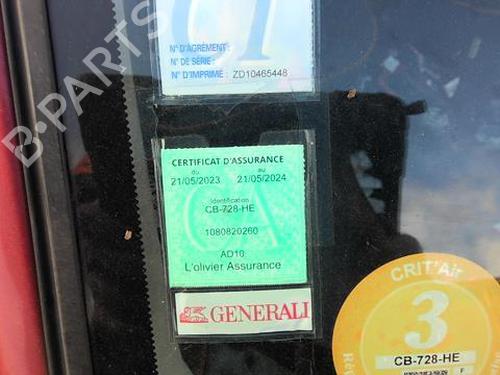 CT
N° D'AGRÉMENT :
N° DE SÉRIE :
N° D'IMPRIMÉ : ZD10465448
B-PARTS
CERTIFICAT D'ASSURANCE
du au
21/05/2023 21/05/2024
Identification
CB-728-HE
1080820260
AD10
L'olivier Assurance
GENERALI
CRIT'Air
3
CB-728-HE
F